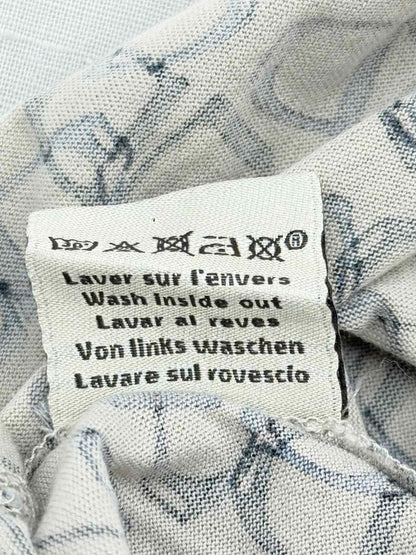 Laver sur l'envers
Wash Inside out
Lavar al reves
Von links waschen
Lavare sul rovescio